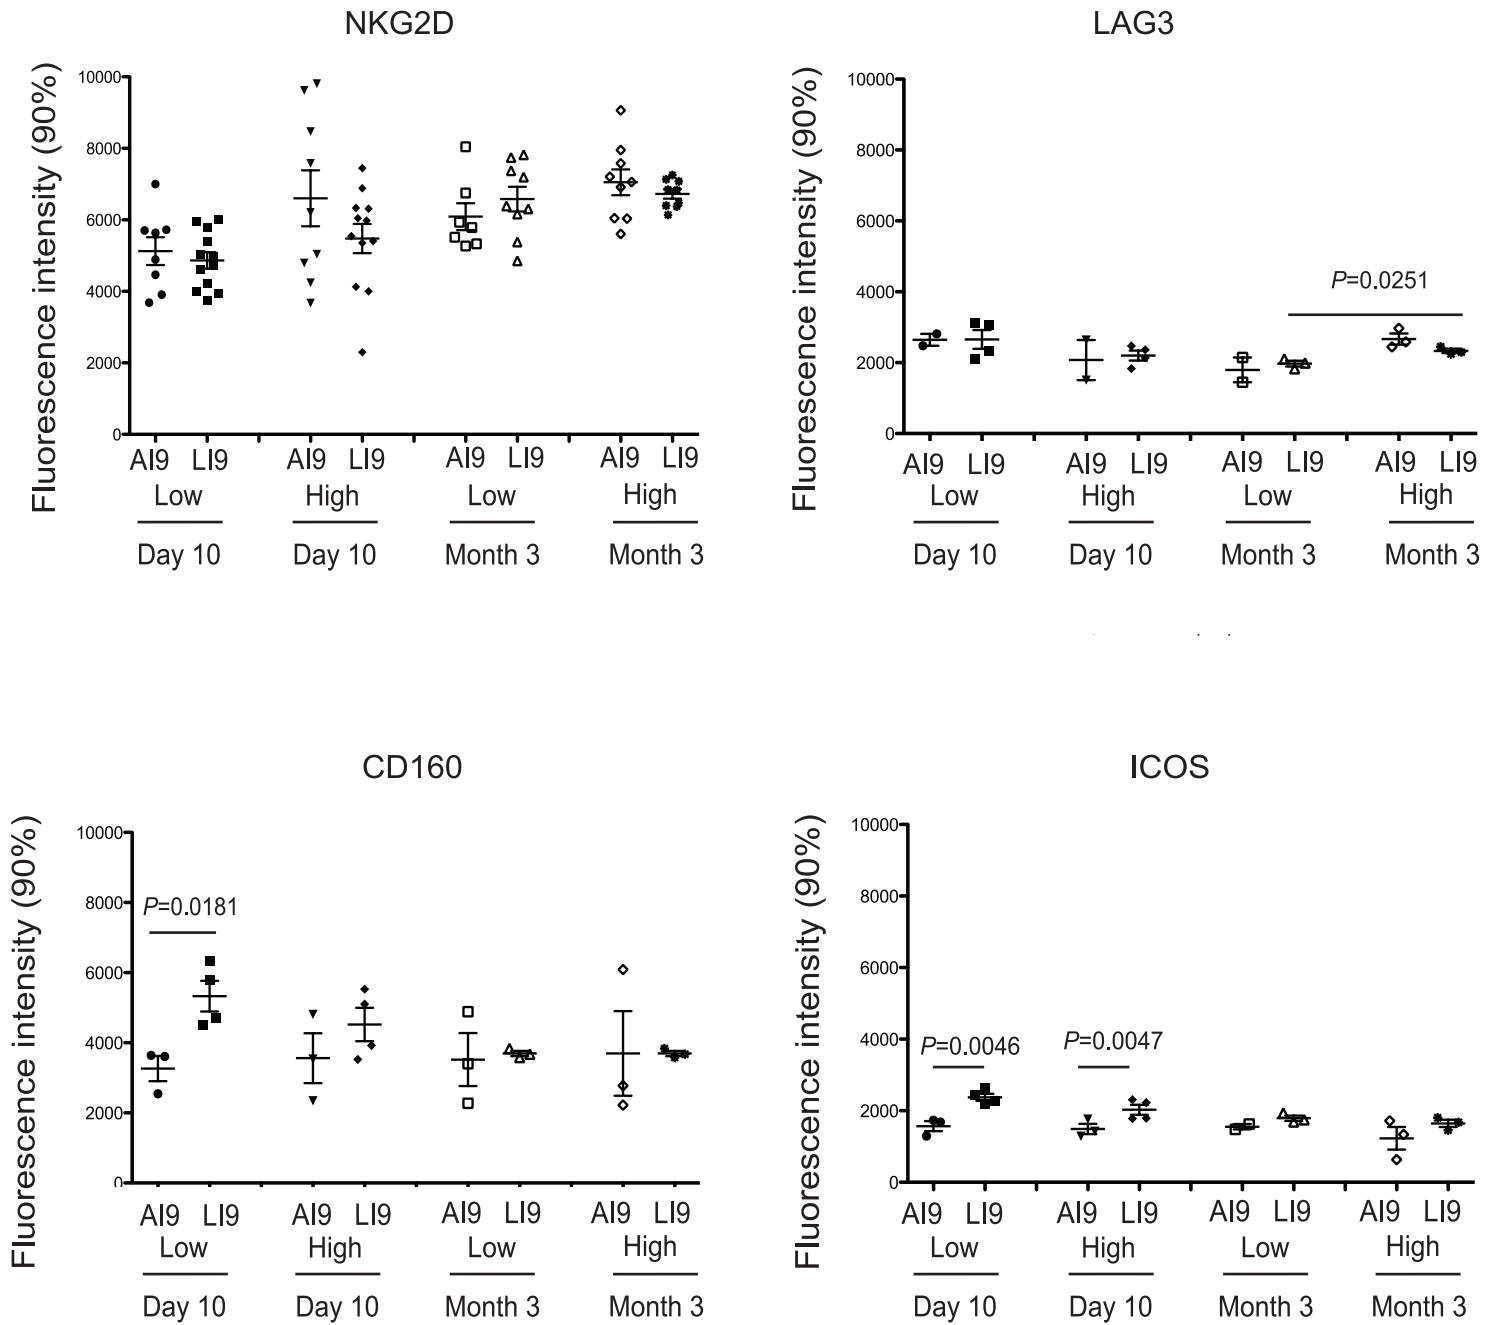 NKG2D
Fluorescence intensity (90%)
10000
8000
6000
4000
2000
0
AI9 LI9 AI9 LI9 AI9 LI9 AI9 LI9
Low High Low High
Day 10 Day 10 Month 3 Month 3
LAG3
Fluorescence intensity (90%)
10000
8000
6000
4000
2000
0
P=0.0251
AI9 LI9 AI9 LI9 AI9 LI9 AI9 LI9
Low High Low High
Day 10 Day 10 Month 3 Month 3
CD160
Fluorescence intensity (90%)
10000
8000
6000
4000
2000
0
P=0.0181
AI9 LI9 AI9 LI9 AI9 LI9 AI9 LI9
Low High Low High
Day 10 Day 10 Month 3 Month 3
ICOS
Fluorescence intensity (90%)
10000
8000
6000
4000
2000
0
P=0.0046 P=0.0047
AI9 LI9 AI9 LI9 AI9 LI9 AI9 LI9
Low High Low High
Day 10 Day 10 Month 3 Month 3